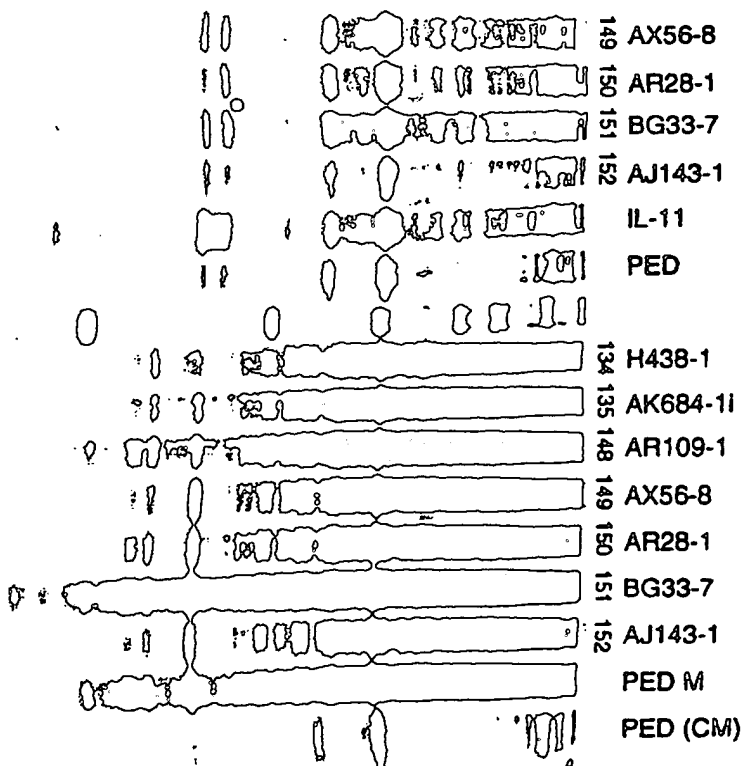 149 AX56-8
150 AR28-1
151 BG33-7
152 AJ143-1
IL-11
PED
134 H438-1
135 AK684-1i
148 AR109-1
149 AX56-8
150 AR28-1
151 BG33-7
152 AJ143-1
PED M
PED (CM)